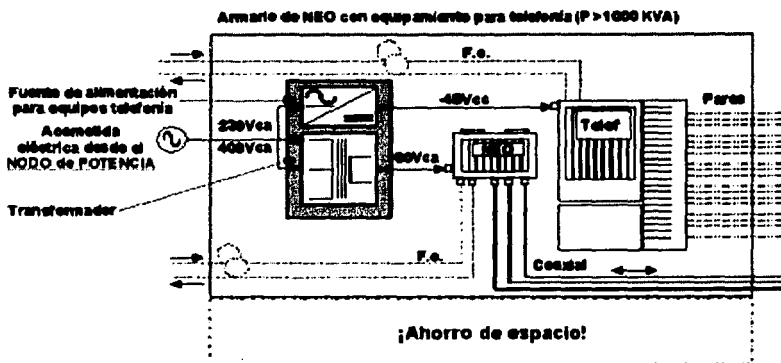 Armario de NEO con equipamiento para telefonía (P>1000 KVA)
F.o.
Fuente de alimentación
para equipos telefonía
-48Vcc
Pares
230Vca
400Vca
Telef
Acometida
eléctrica desde el
NODO de POTENCIA
NEO
60Vca
Transformador
F.o.
Coaxial
¡Ahorro de espacio!